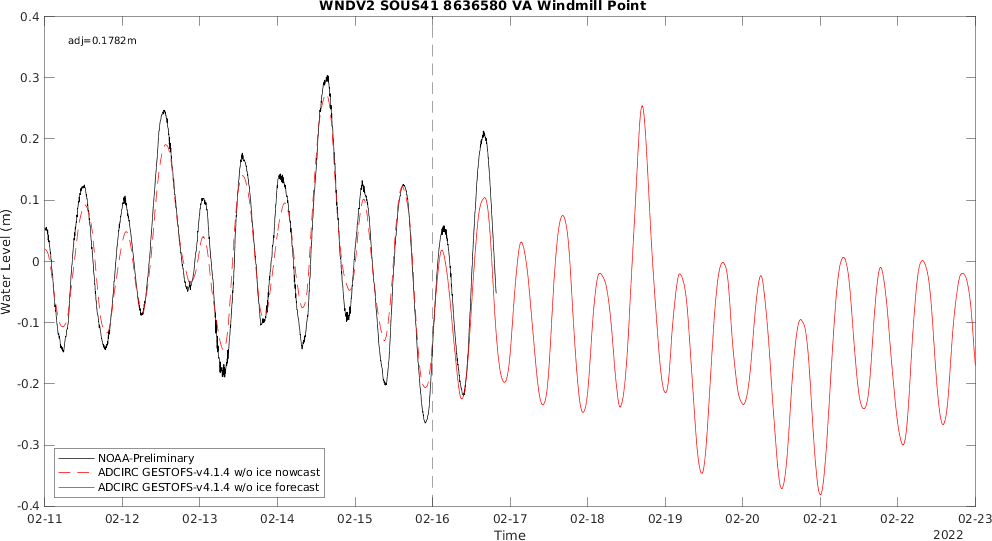 WNDV2 SOUS41 8636580 VA Windmill Point
adj=0.1782m
0.4
0.3
0.2
0.1
0
-0.1
-0.2
-0.3
-0.4
Water Level (m)
NOAA-Preliminary
ADCIRC GESTOFS-v4.1.4 w/o ice nowcast
ADCIRC GESTOFS-v4.1.4 w/o ice forecast
02-11 02-12 02-13 02-14 02-15 02-16 02-17 02-18 02-19 02-20 02-21 02-22 02-23
Time
2022